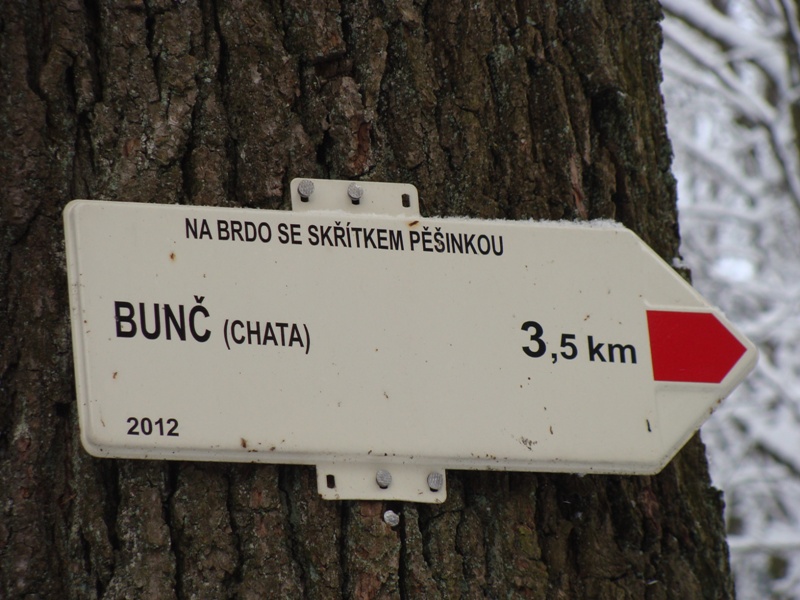 NA BRDO SE SKŘÍTKEM PĚŠINKOU
BUNČ (CHATA) 3,5 km
2012